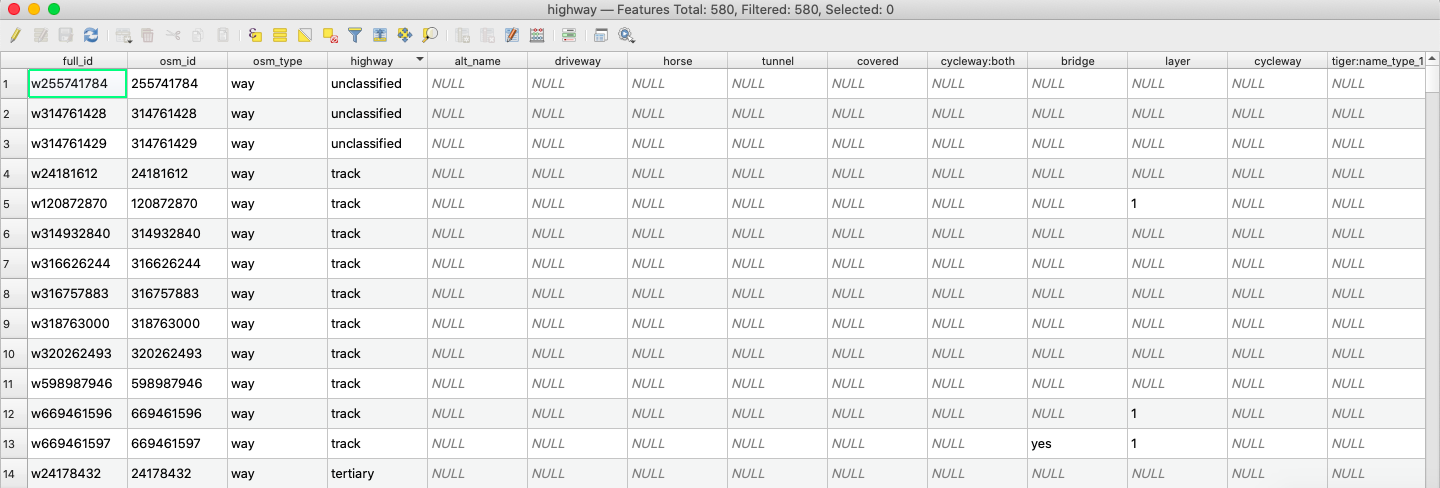 highway — Features Total: 580, Filtered: 580, Selected: 0
full_id osm_id osm_type highway alt_name driveway horse tunnel covered cycleway:both bridge layer cycleway tiger:name_type_1
1 w255741784 255741784 way unclassified NULL NULL NULL NULL NULL NULL NULL NULL NULL NULL
2 w314761428 314761428 way unclassified NULL NULL NULL NULL NULL NULL NULL NULL NULL NULL
3 w314761429 314761429 way unclassified NULL NULL NULL NULL NULL NULL NULL NULL NULL NULL
4 w24181612 24181612 way track NULL NULL NULL NULL NULL NULL NULL NULL NULL NULL
5 w120872870 120872870 way track NULL NULL NULL NULL NULL NULL NULL 1 NULL NULL
6 w314932840 314932840 way track NULL NULL NULL NULL NULL NULL NULL NULL NULL NULL
7 w316626244 316626244 way track NULL NULL NULL NULL NULL NULL NULL NULL NULL NULL
8 w316757883 316757883 way track NULL NULL NULL NULL NULL NULL NULL NULL NULL NULL
9 w318763000 318763000 way track NULL NULL NULL NULL NULL NULL NULL NULL NULL NULL
10 w320262493 320262493 way track NULL NULL NULL NULL NULL NULL NULL NULL NULL NULL
11 w598987946 598987946 way track NULL NULL NULL NULL NULL NULL NULL NULL NULL NULL
12 w669461596 669461596 way track NULL NULL NULL NULL NULL NULL NULL 1 NULL NULL
13 w669461597 669461597 way track NULL NULL NULL NULL NULL NULL yes 1 NULL NULL
14 w24178432 24178432 way tertiary NULL NULL NULL NULL NULL NULL NULL NULL NULL NULL